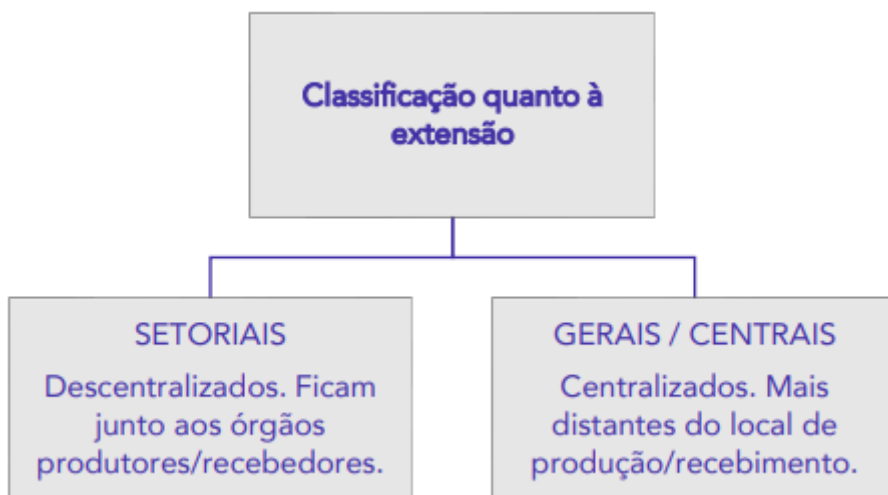 Classificação quanto à
extensão
SETORIAIS
Descentralizados. Ficam
junto aos órgãos
produtores/recebedores.
GERAIS / CENTRAIS
Centralizados. Mais
distantes do local de
produção/recebimento.